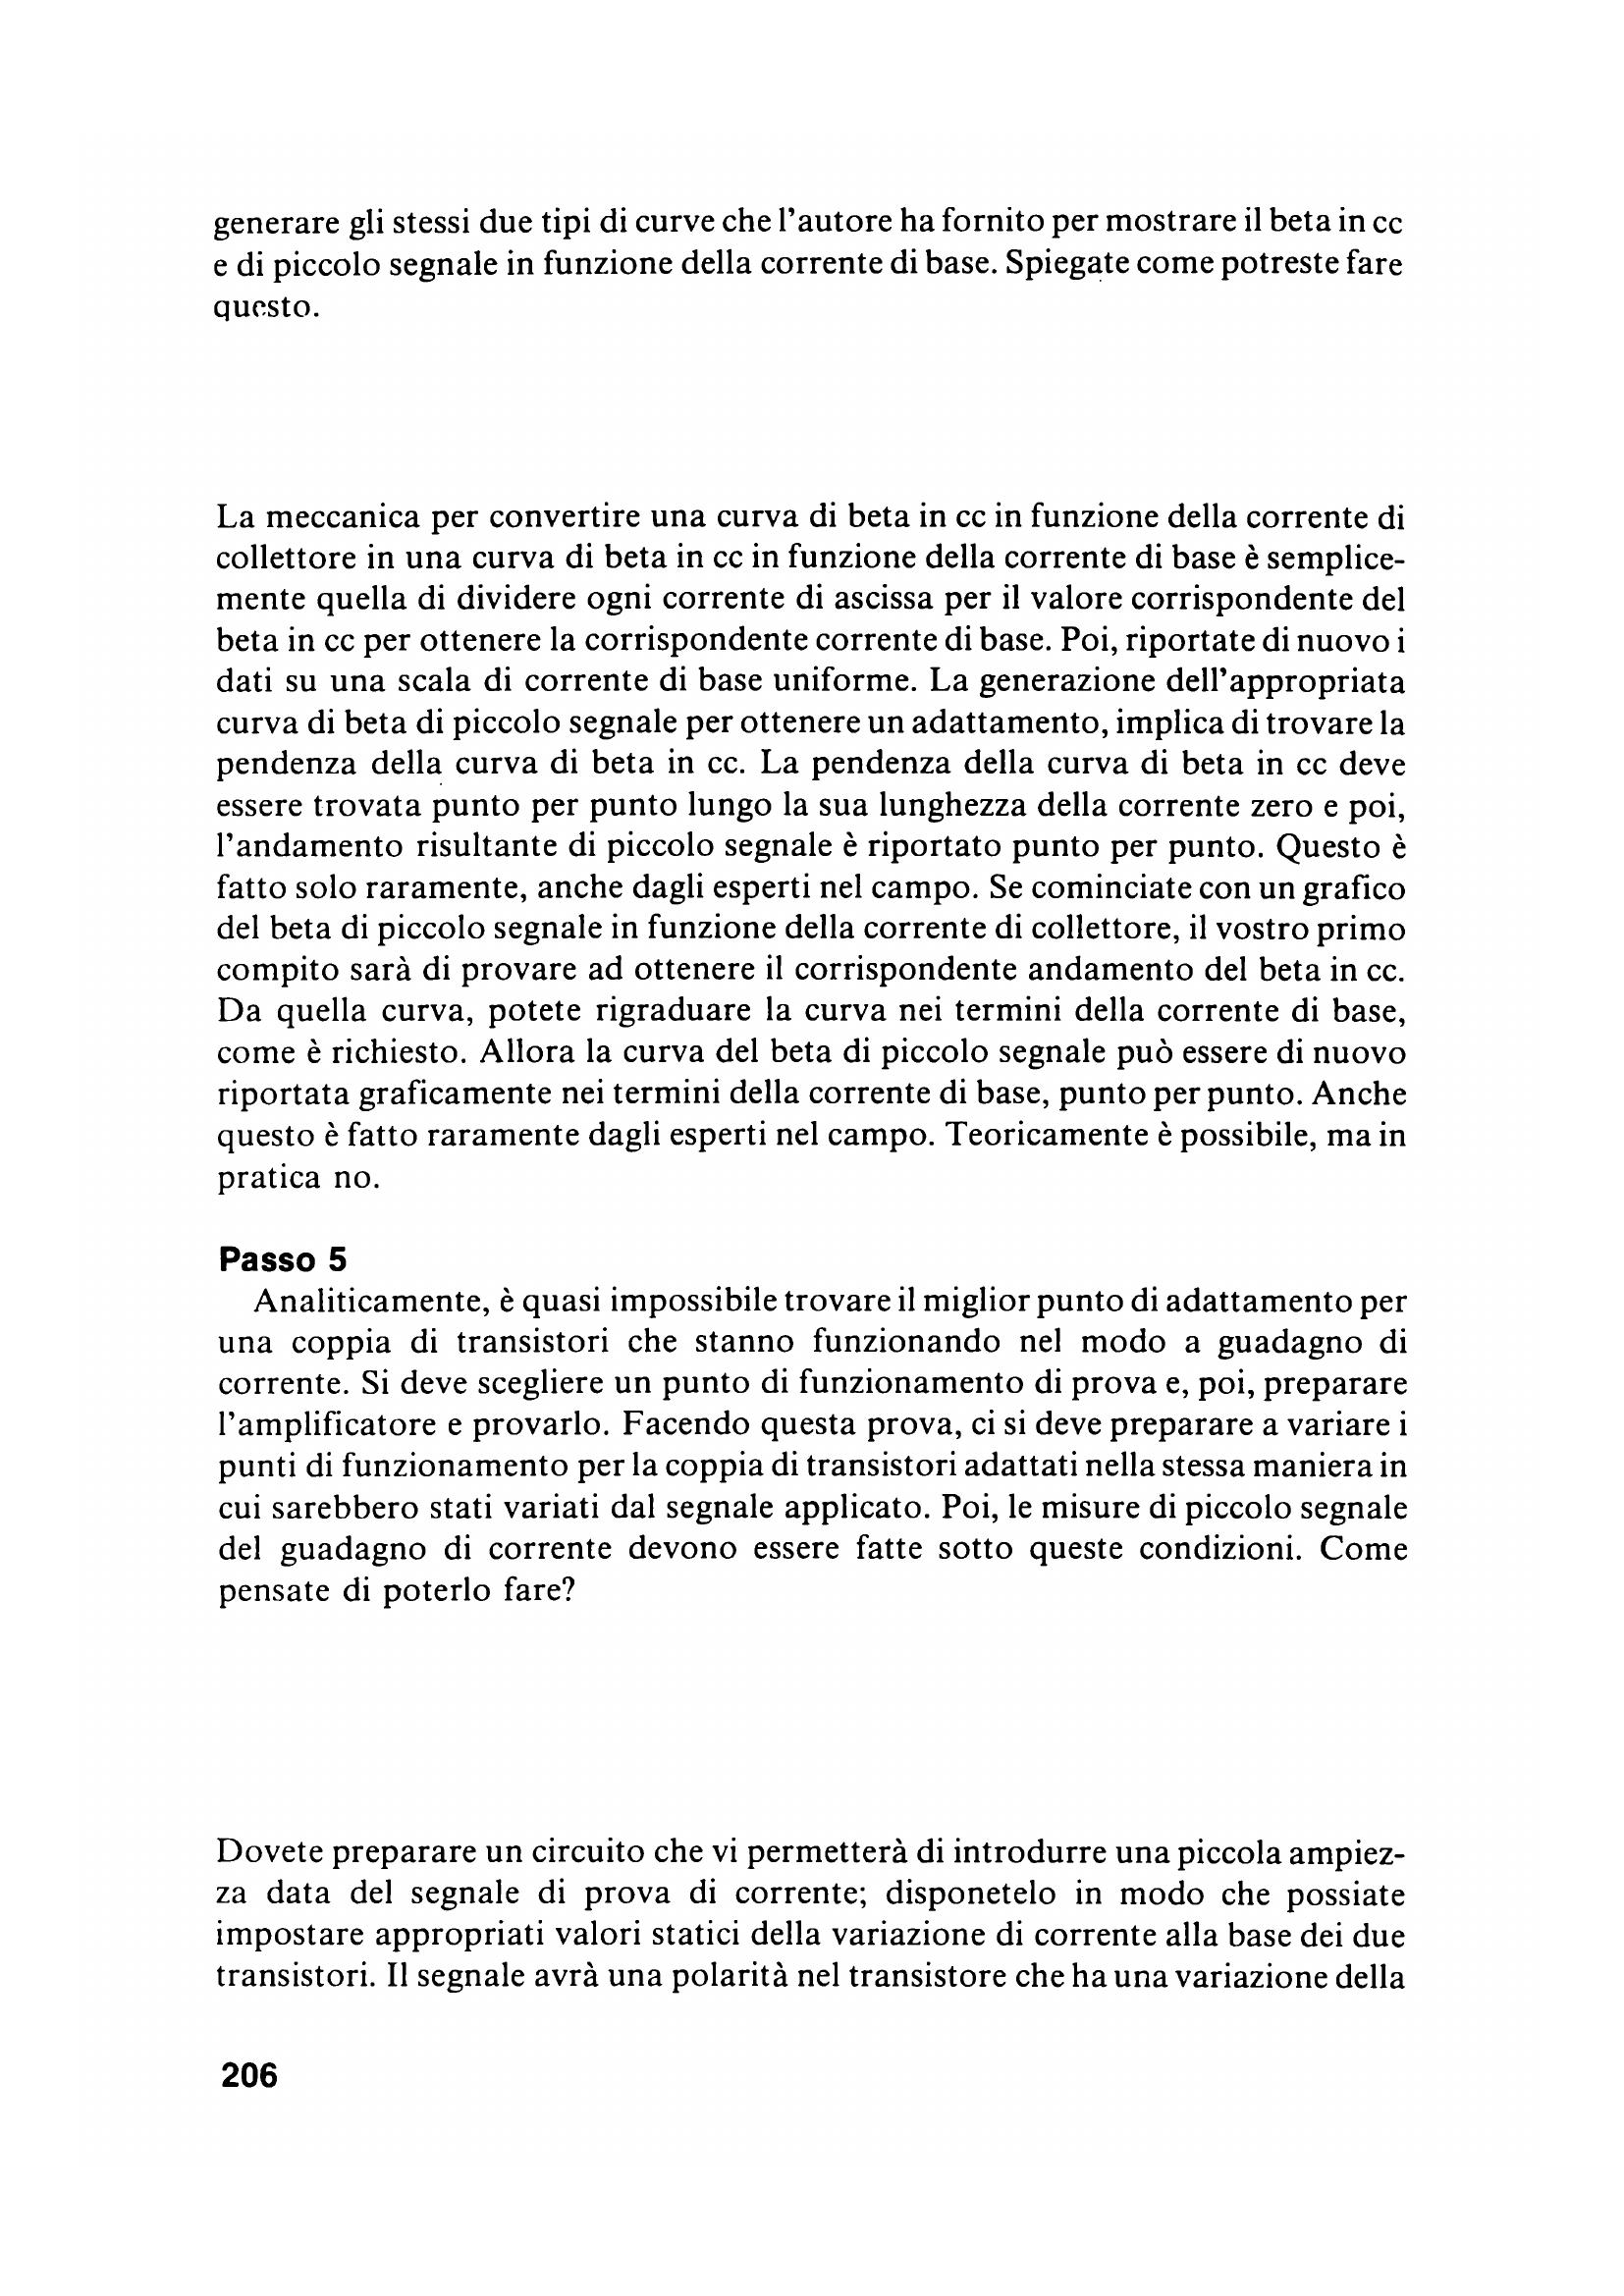 generare gli stessi due tipi di curve che l'autore ha fornito per mostrare il beta in cc
e di piccolo segnale in funzione della corrente di base. Spiegate come potreste fare
questo.
La meccanica per convertire una curva di beta in cc in funzione della corrente di
collettore in una curva di beta in cc in funzione della corrente di base è semplice-
mente quella di dividere ogni corrente di ascissa per il valore corrispondente del
beta in cc per ottenere la corrispondente corrente di base. Poi, riportate di nuovo i
dati su una scala di corrente di base uniforme. La generazione dell'appropriata
curva di beta di piccolo segnale per ottenere un adattamento, implica di trovare la
pendenza della curva di beta in cc. La pendenza della curva di beta in cc deve
essere trovata punto per punto lungo la sua lunghezza della corrente zero e poi,
l'andamento risultante di piccolo segnale è riportato punto per punto. Questo è
fatto solo raramente, anche dagli esperti nel campo. Se cominciate con un grafico
del beta di piccolo segnale in funzione della corrente di collettore, il vostro primo
compito sarà di provare ad ottenere il corrispondente andamento del beta in cc.
Da quella curva, potete rigraduare la curva nei termini della corrente di base,
come è richiesto. Allora la curva del beta di piccolo segnale può essere di nuovo
riportata graficamente nei termini della corrente di base, punto per punto. Anche
questo è fatto raramente dagli esperti nel campo. Teoricamente è possibile, ma in
pratica no.
Passo 5
Analiticamente, è quasi impossibile trovare il miglior punto di adattamento per
una coppia di transistori che stanno funzionando nel modo a guadagno di
corrente. Si deve scegliere un punto di funzionamento di prova e, poi, preparare
l'amplificatore e provarlo. Facendo questa prova, ci si deve preparare a variare i
punti di funzionamento per la coppia di transistori adattati nella stessa maniera in
cui sarebbero stati variati dal segnale applicato. Poi, le misure di piccolo segnale
del guadagno di corrente devono essere fatte sotto queste condizioni. Come
pensate di poterlo fare?
Dovete preparare un circuito che vi permetterà di introdurre una piccola ampiez-
za data del segnale di prova di corrente; disponetelo in modo che possiate
impostare appropriati valori statici della variazione di corrente alla base dei due
transistori. Il segnale avrà una polarità nel transistore che ha una variazione della
206